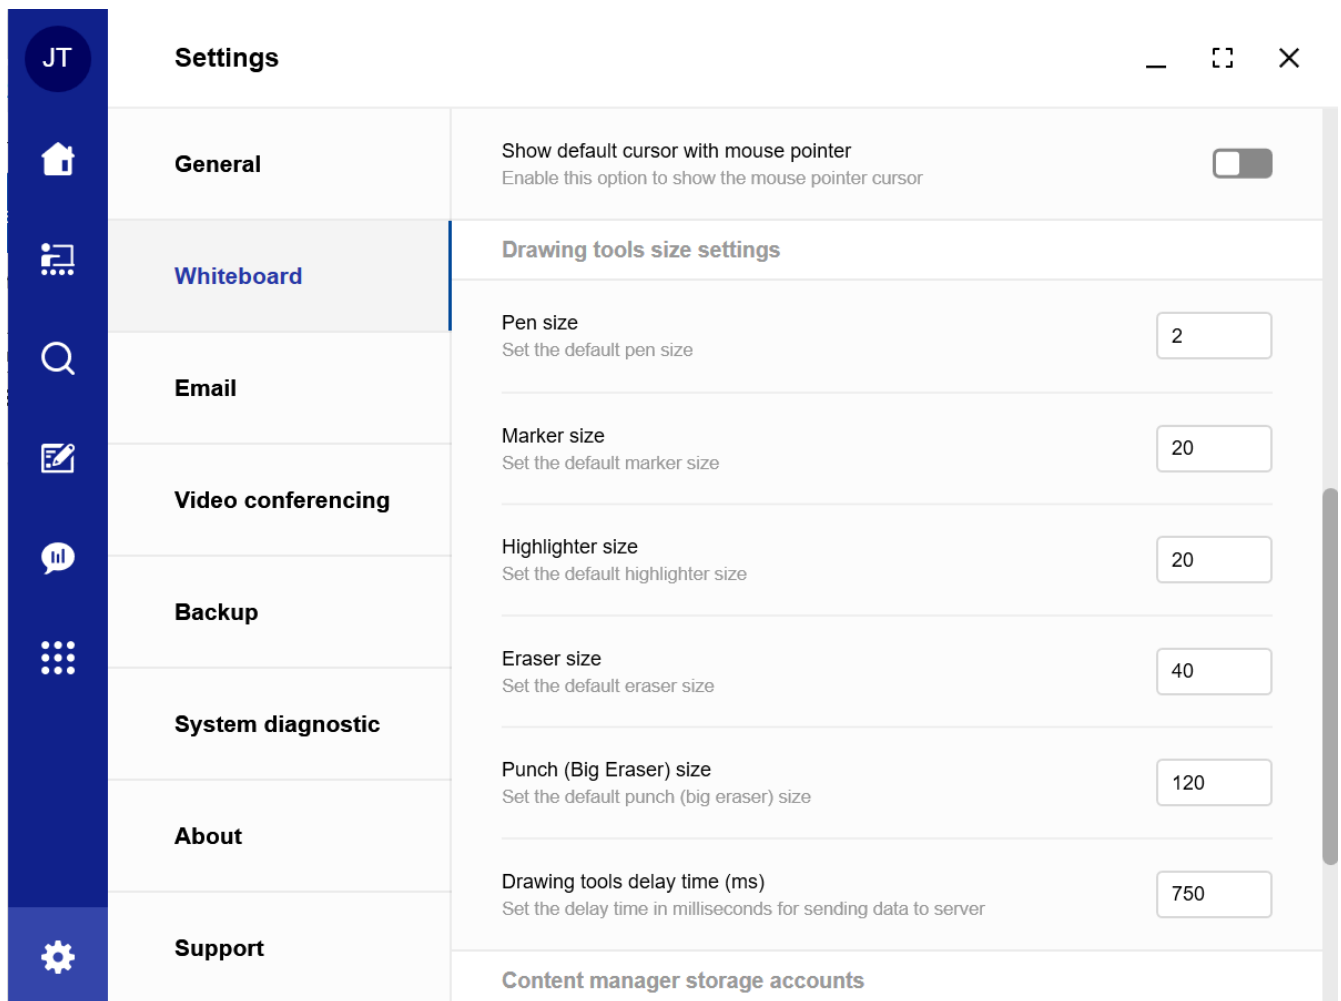 JT
Settings
General
Whiteboard
Email
Video conferencing
Backup
System diagnostic
About
Support
Show default cursor with mouse pointer
Enable this option to show the mouse pointer cursor
Drawing tools size settings
Pen size
Set the default pen size
2
Marker size
Set the default marker size
20
Highlighter size
Set the default highlighter size
20
Eraser size
Set the default eraser size
40
Punch (Big Eraser) size
Set the default punch (big eraser) size
120
Drawing tools delay time (ms)
Set the delay time in milliseconds for sending data to server
750
Content manager storage accounts